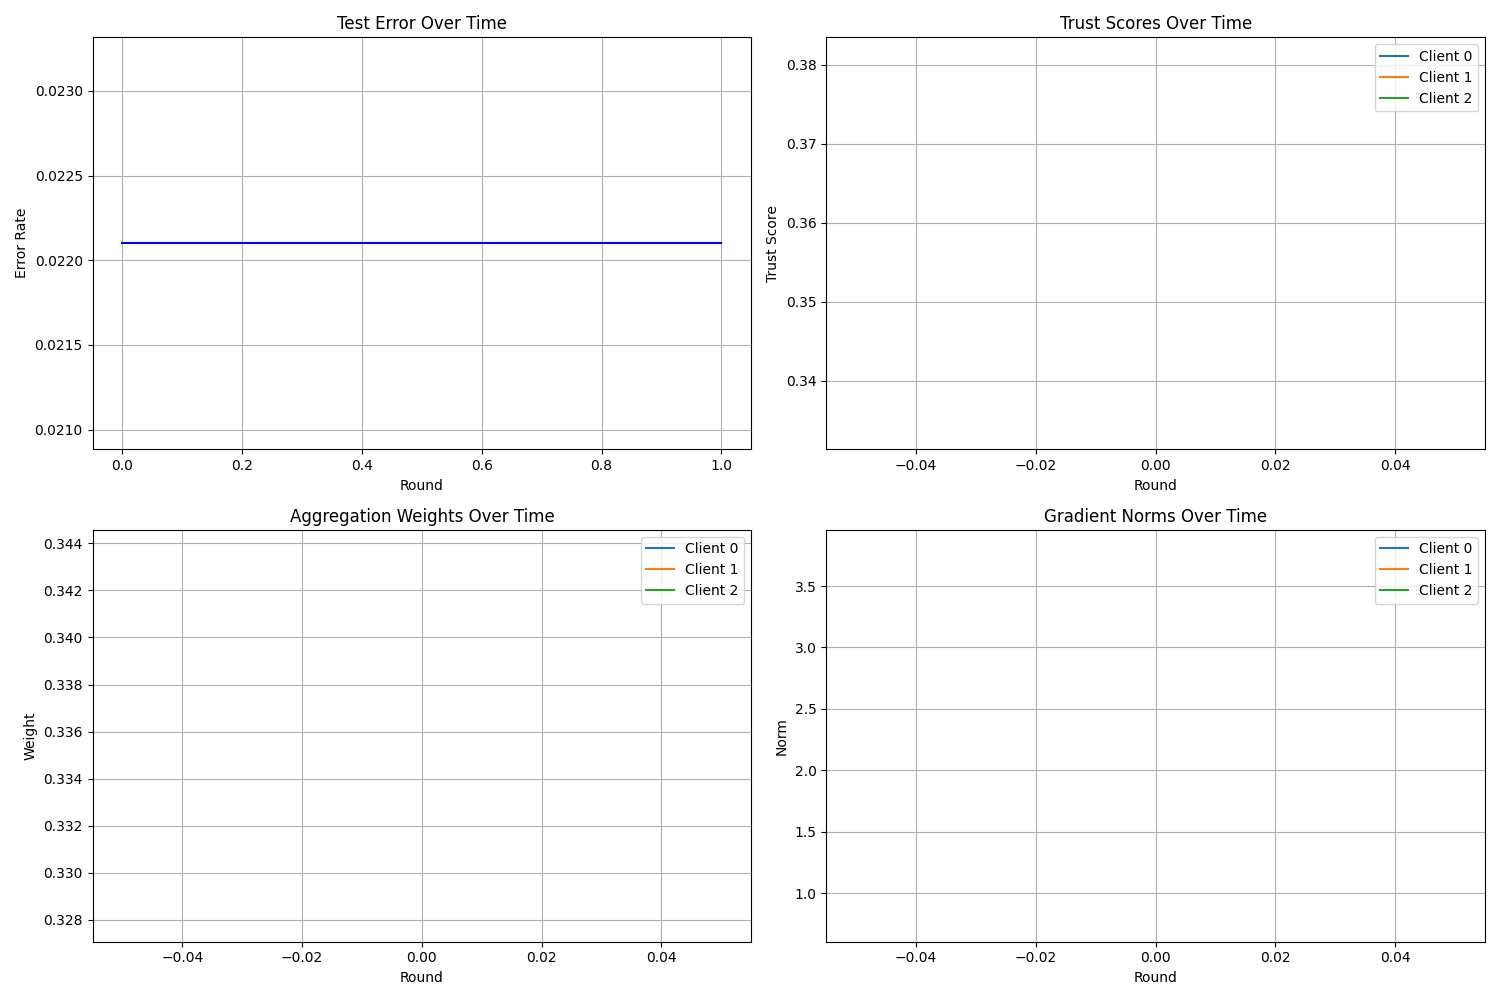 Test Error Over Time
Error Rate
0.0230
0.0225
0.0220
0.0215
0.0210
0.0
0.2
0.4
0.6
0.8
1.0
Round
Trust Scores Over Time
Trust Score
0.38
0.37
0.36
0.35
0.34
−0.04
−0.02
0.00
0.02
0.04
Round
Client 0
Client 1
Client 2
Aggregation Weights Over Time
Weight
0.344
0.342
0.340
0.338
0.336
0.334
0.332
0.330
0.328
−0.04
−0.02
0.00
0.02
0.04
Round
Client 0
Client 1
Client 2
Gradient Norms Over Time
Norm
3.5
3.0
2.5
2.0
1.5
1.0
−0.04
−0.02
0.00
0.02
0.04
Round
Client 0
Client 1
Client 2